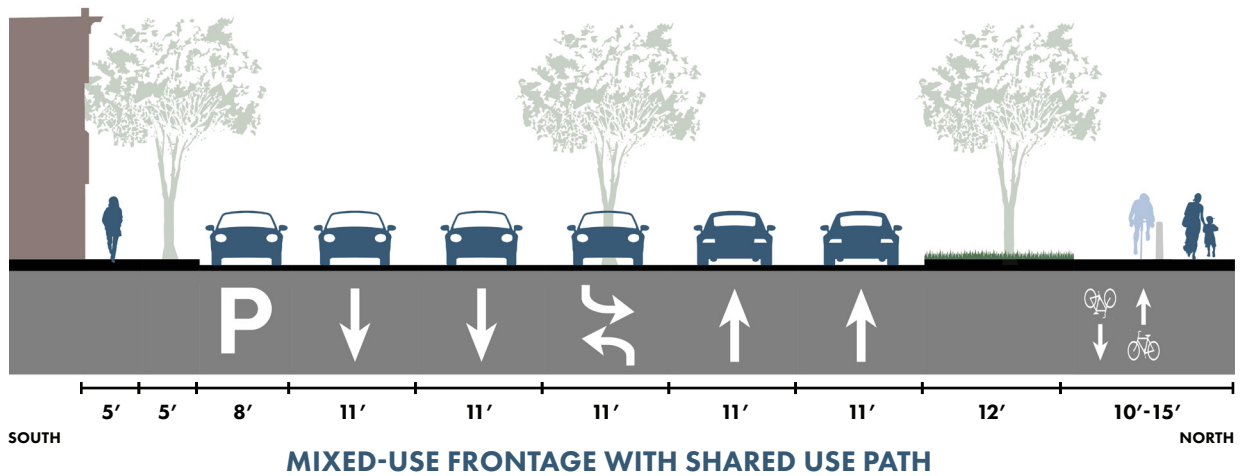 P
5’ 5’ 8’ 11’ 11’ 11’ 11’ 11’ 12’ 10’-15’
SOUTH NORTH
MIXED-USE FRONTAGE WITH SHARED USE PATH